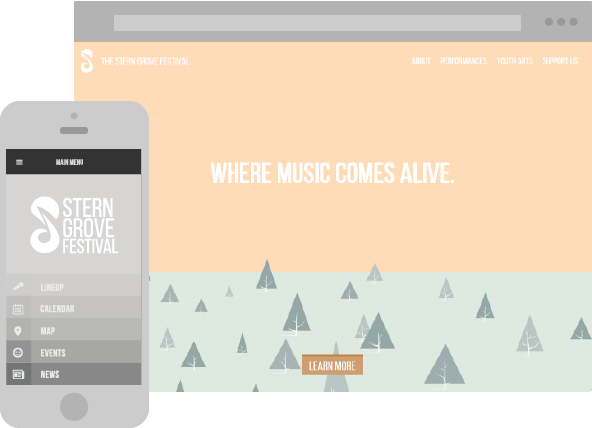 THE STERN GROVE FESTIVAL
ABOUT PERFORMANCES YOUTH ARTS SUPPORT US
WHERE MUSIC COMES ALIVE.
LEARN MORE
MAIN MENU
STERN
GROVE
FESTIVAL
LINEUP
CALENDAR
MAP
EVENTS
NEWS